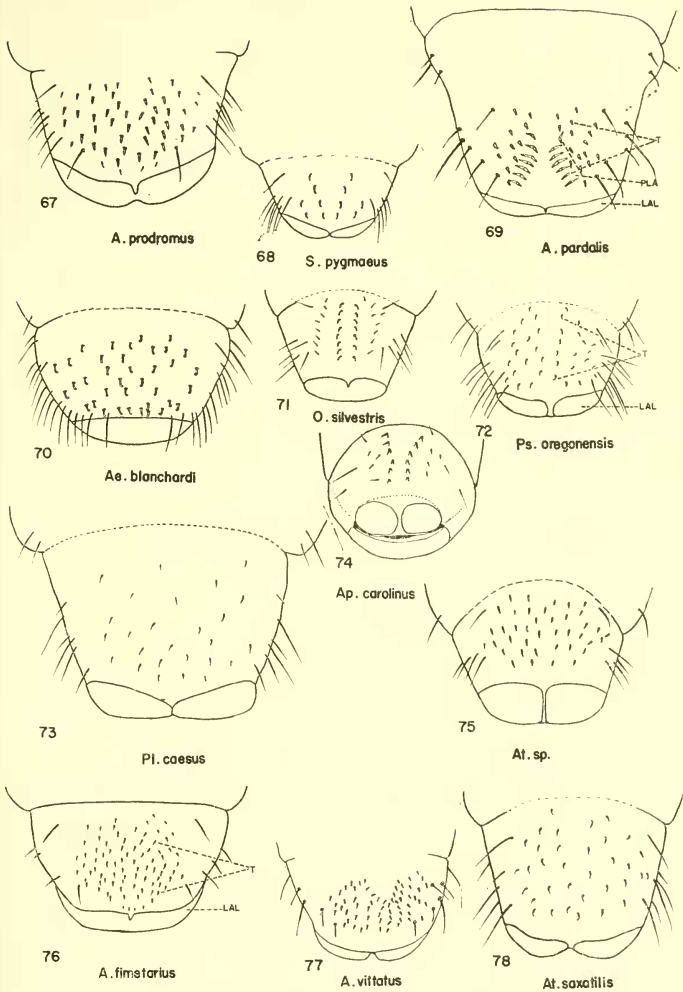 67
A. prodromus
68
S. pygmaeus
T
PLA
LAL
69
A. pardalis
70
Ae. blanchardi
71
O. silvestris
T
LAL
72
Ps. oregonensis
74
Ap. carolinus
73
Pl. caesus
75
At. sp.
T
LAL
76
A. fimetarius
77
A. vittatus
78
At. saxatilis